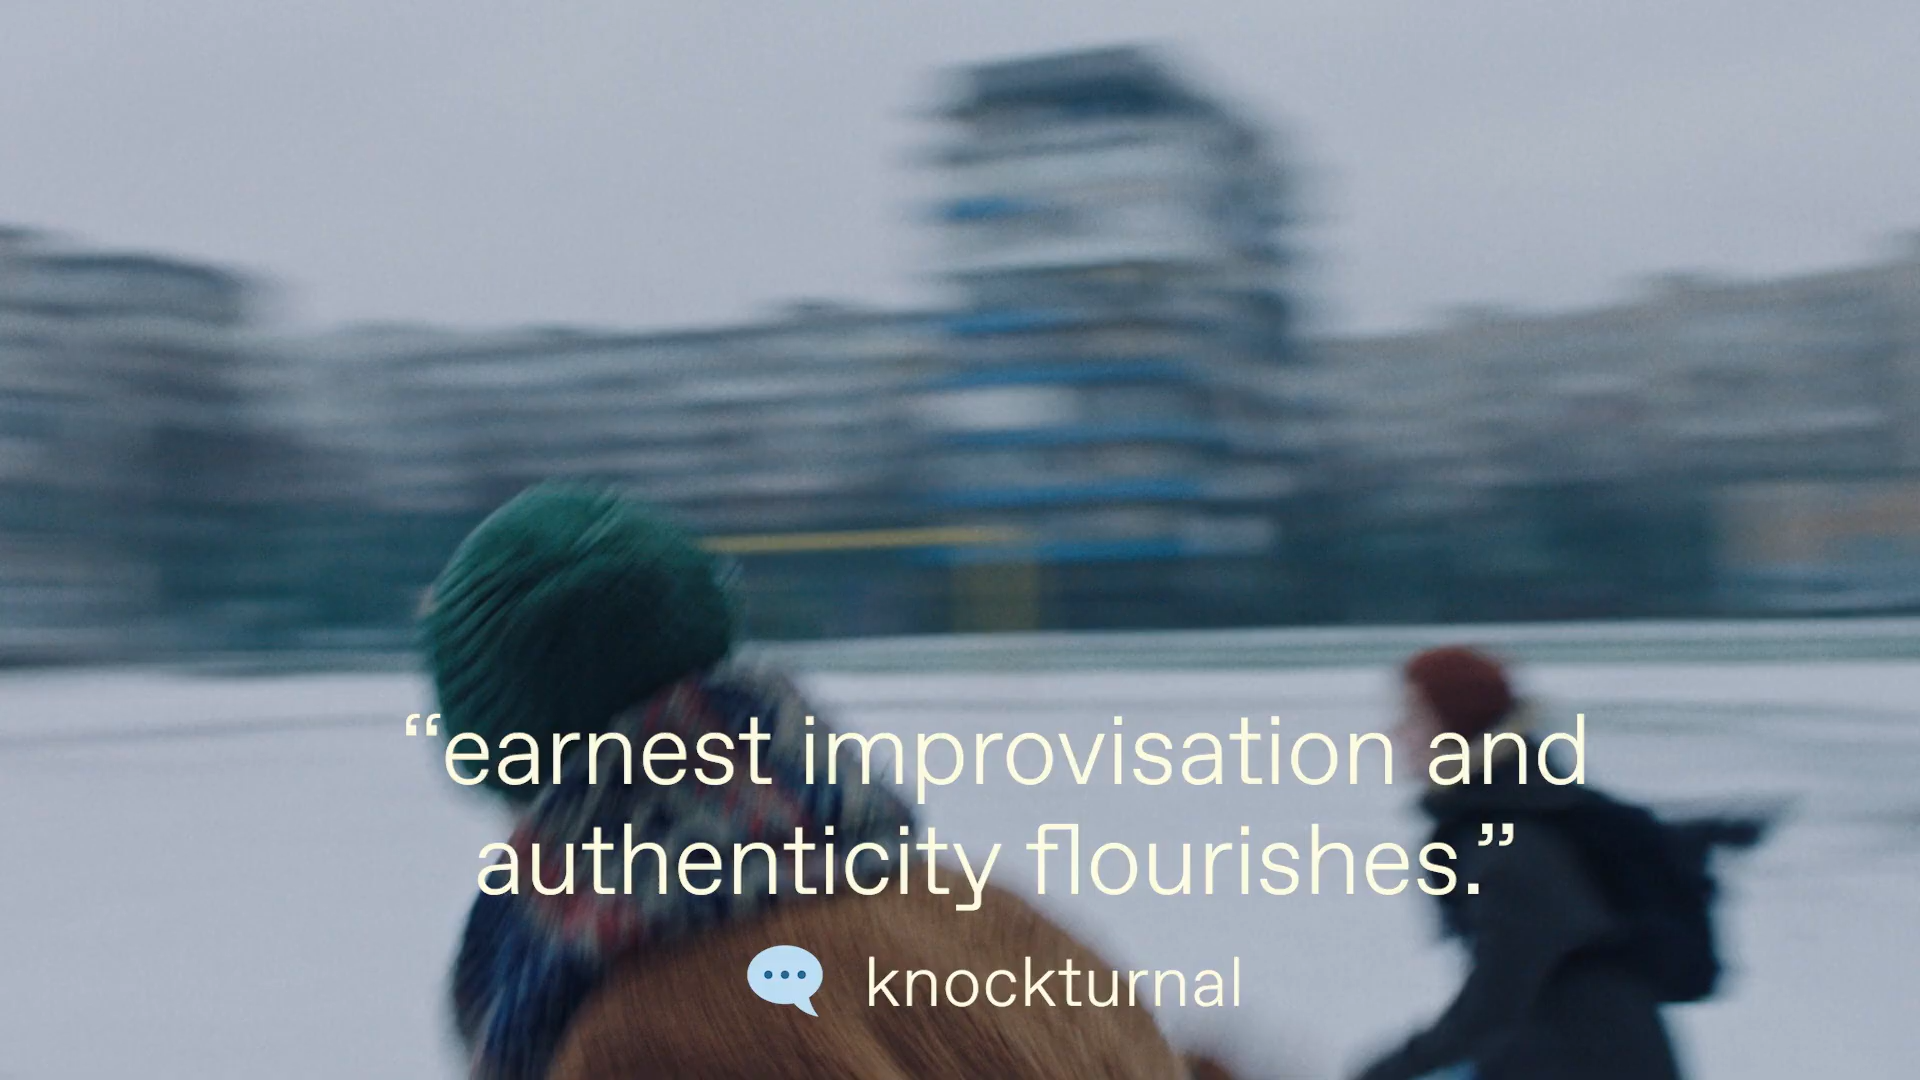 “earnest improvisation and
authenticity flourishes.”
knockturnal